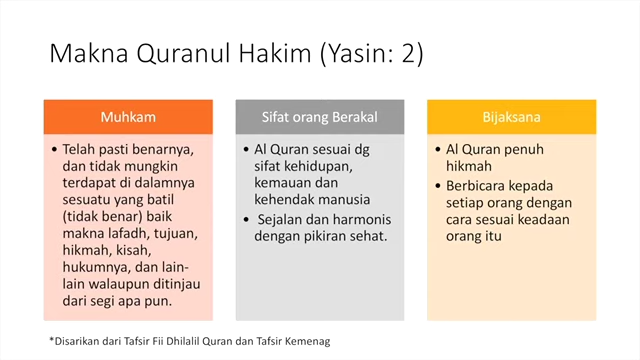 Makna Quranul Hakim (Yasin: 2)
Muhkam
• Telah pasti benarnya,
dan tidak mungkin
terdapat di dalamnya
sesuatu yang batil
(tidak benar) baik
makna lafadh, tujuan,
hikmah, kisah,
hukumnya, dan lain-
lain walaupun ditinjau
dari segi apa pun.
Sifat orang Berakal
• Al Quran sesuai dg
sifat kehidupan,
kemauan dan
kehendak manusia
• Sejalan dan harmonis
dengan pikiran sehat.
Bijaksana
• Al Quran penuh
hikmah
• Berbicara kepada
setiap orang dengan
cara sesuai keadaan
orang itu
*Disarikan dari Tafsir Fii Dhilalil Quran dan Tafsir Kemenag